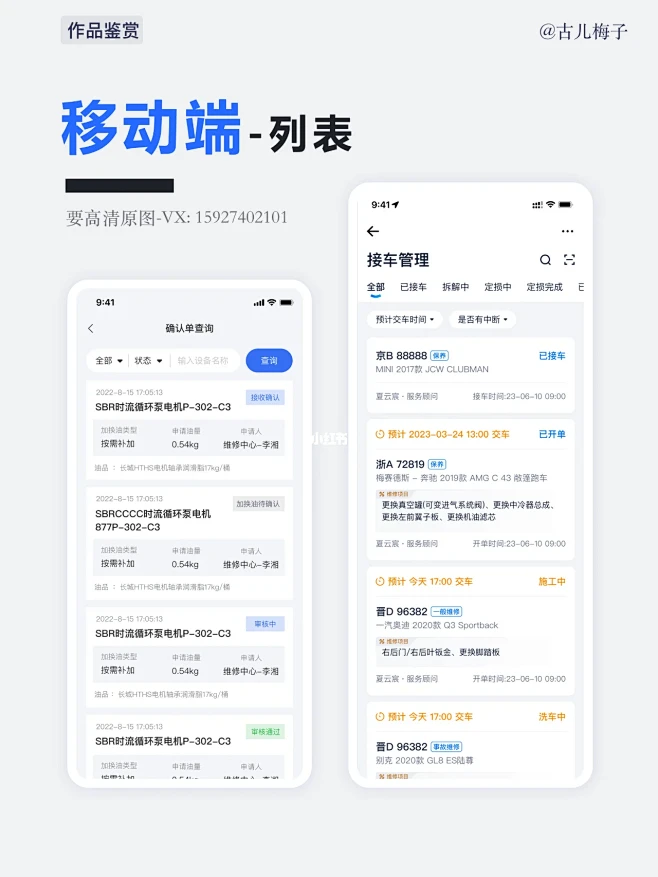 作品鉴赏
@古儿梅子
移动端-列表
要高清原图-VX: 15927402101
9:41
确认单查询
全部 状态 输入设备名称 查询
2022-8-15 17:05:13
接收确认
SBR时流循环泵电机P-302-C3
加换油类型 申请油量 申请人
按需补加 0.54kg 维修中心-李湘
油品 : 长城HTHS电机轴承润滑脂17kg/桶
2022-8-15 17:05:13
加换油待确认
SBRCCCC时流循环泵电机
877P-302-C3
加换油类型 申请油量 申请人
按需补加 0.54kg 维修中心-李湘
油品 : 长城HTHS电机轴承润滑脂17kg/桶
2022-8-15 17:05:13
审核中
SBR时流循环泵电机P-302-C3
加换油类型 申请油量 申请人
按需补加 0.54kg 维修中心-李湘
油品 : 长城HTHS电机轴承润滑脂17kg/桶
2022-8-15 17:05:13
审核通过
SBR时流循环泵电机P-302-C3
加换油类型 申请油量 申请人
按需补加 0.54kg 维修中心-李湘
小红书
9:41
接车管理
全部 已接车 拆解中 定损中 定损完成 已
预计交车时间 是否有中断
京B 88888 保养 已接车
MINI 2017款 JCW CLUBMAN
夏云宸 · 服务顾问 接车时间:23-06-10 09:00
预计 2023-03-24 13:00 交车 已开单
浙A 72819 保养
梅赛德斯 - 奔驰 2019款 AMG C 43 敞篷跑车
维修项目
更换真空罐(可变进气系统阀)、更换中冷器总成、
更换左前翼子板、更换机油滤芯
夏云宸 · 服务顾问 开单时间:23-06-10 09:00
预计 今天 17:00 交车 施工中
晋D 96382 一般维修
一汽奥迪 2020款 Q3 Sportback
维修项目
右后门/右后叶钣金、更换脚踏板
夏云宸 · 服务顾问 开单时间:23-06-10 09:00
预计 今天 17:00 交车 洗车中
晋D 96382 事故维修
别克 2020款 GL8 ES陆尊
维修项目